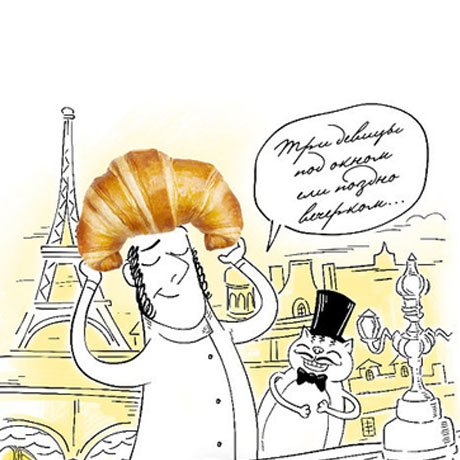 Три девицы
под окном
ели поздно
вечерком...